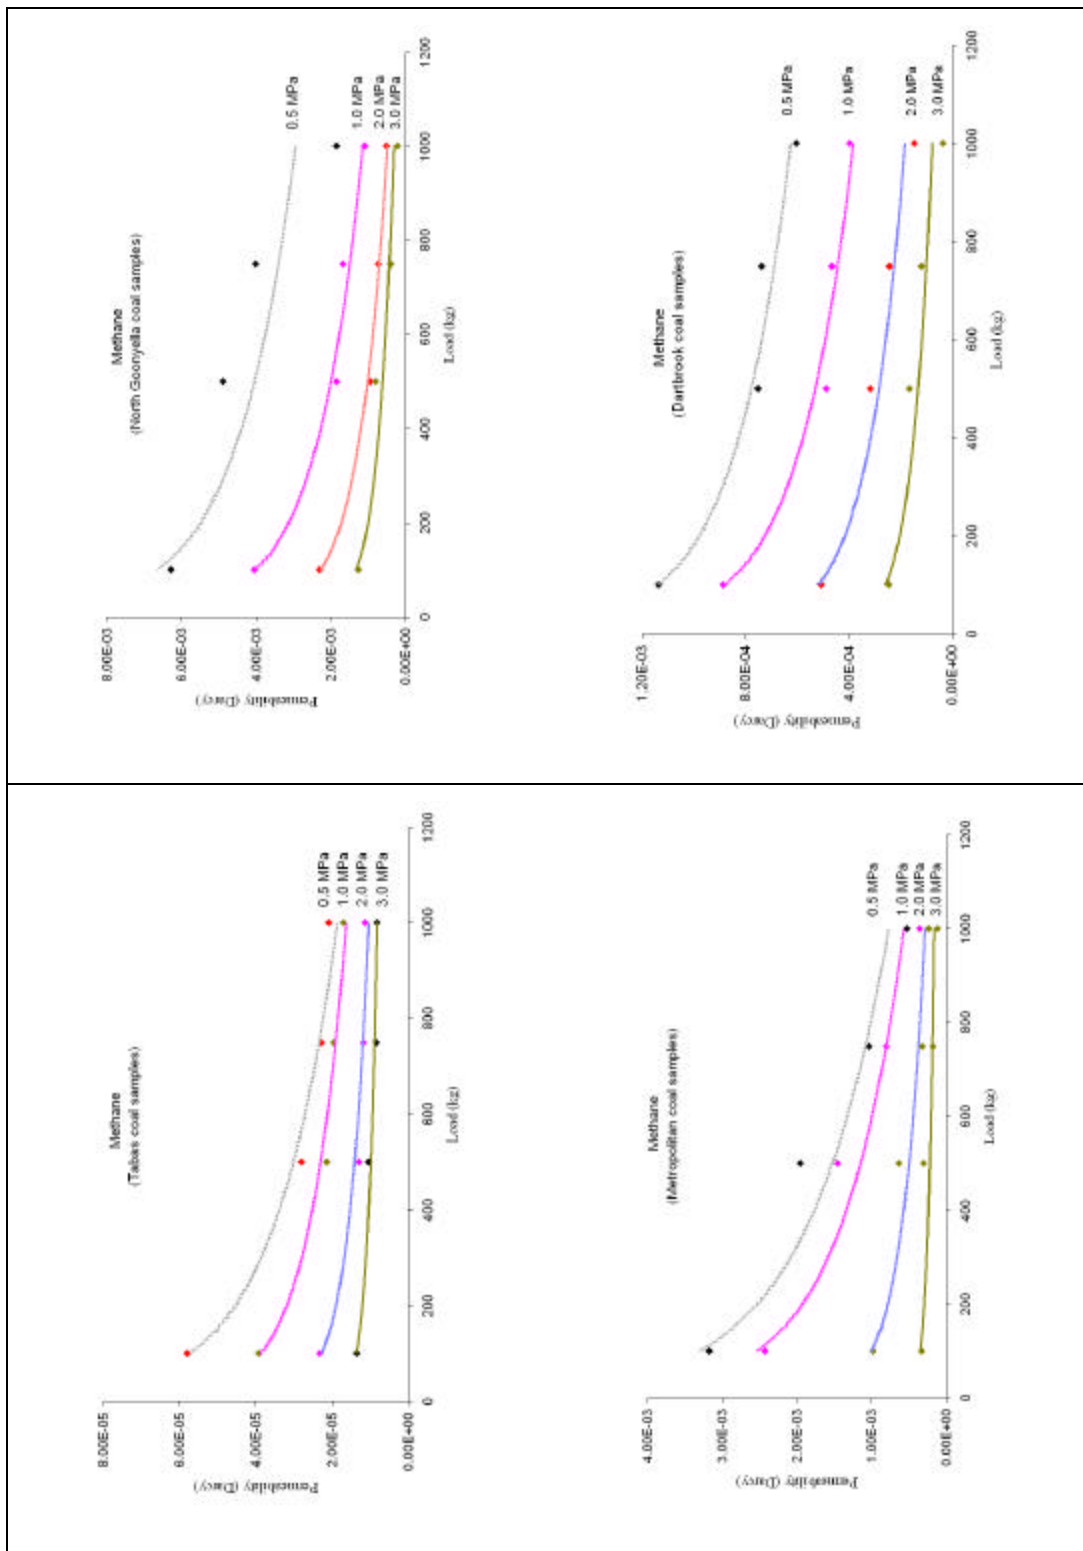 Methane
(Tabas coal samples)
8.00E-05
6.00E-05
4.00E-05
2.00E-05
0.00E+00
Permeability (Darcy)
0.5 MPa
1.0 MPa
2.0 MPa
3.0 MPa
0 200 400 600 800 1000 1200
Load (kg)
Methane
(North Goonyella coal samples)
8.00E-03
6.00E-03
4.00E-03
2.00E-03
0.00E+00
Permeability (Darcy)
0.5 MPa
1.0 MPa
2.0 MPa
3.0 MPa
0 200 400 600 800 1000 1200
Load (kg)
Methane
(Metropolitan coal samples)
4.00E-03
3.00E-03
2.00E-03
1.00E-03
0.00E+00
Permeability (Darcy)
0.5 MPa
1.0 MPa
2.0 MPa
3.0 MPa
0 200 400 600 800 1000 1200
Load (kg)
Methane
(Dartbrook coal samples)
1.20E-03
8.00E-04
4.00E-04
0.00E+00
Permeability (Darcy)
0.5 MPa
1.0 MPa
2.0 MPa
3.0 MPa
0 200 400 600 800 1000 1200
Load (kg)